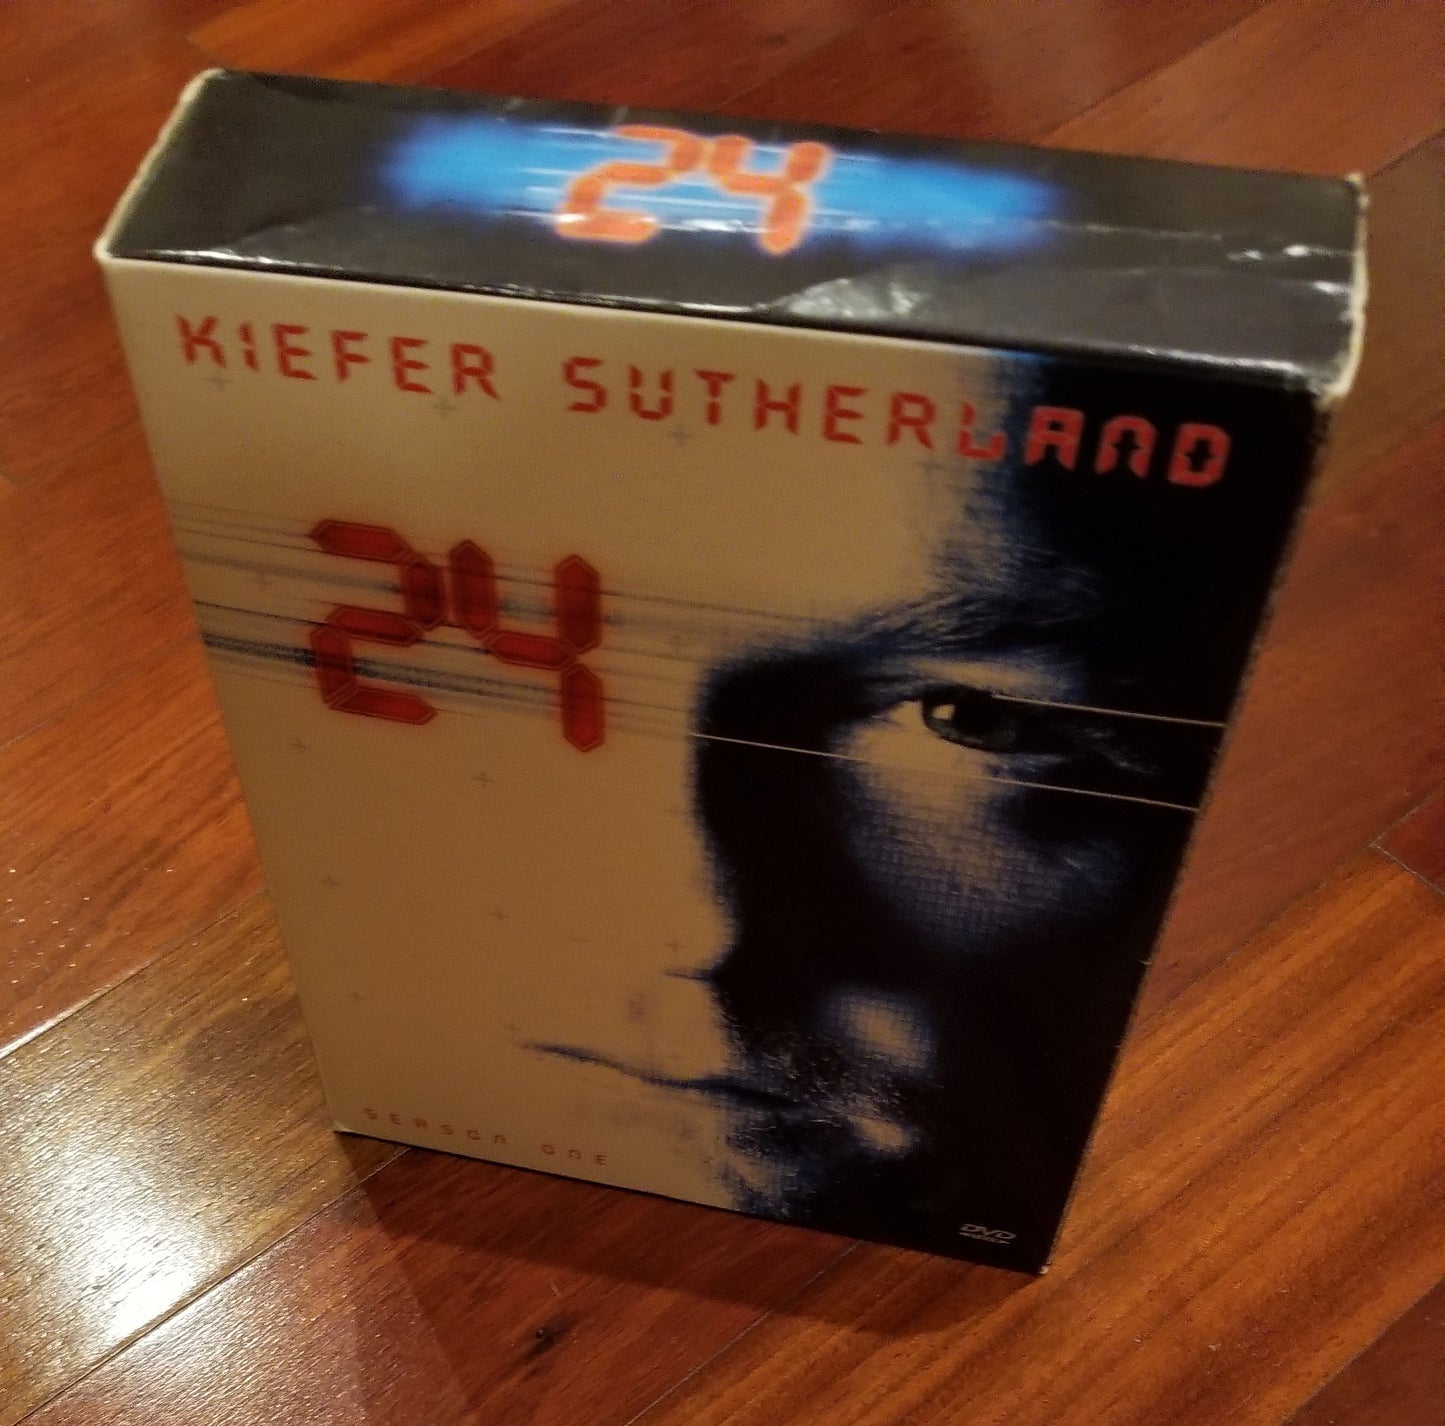 24
KIEFER SUTHERLAND
24
SEASON ONE
DVD